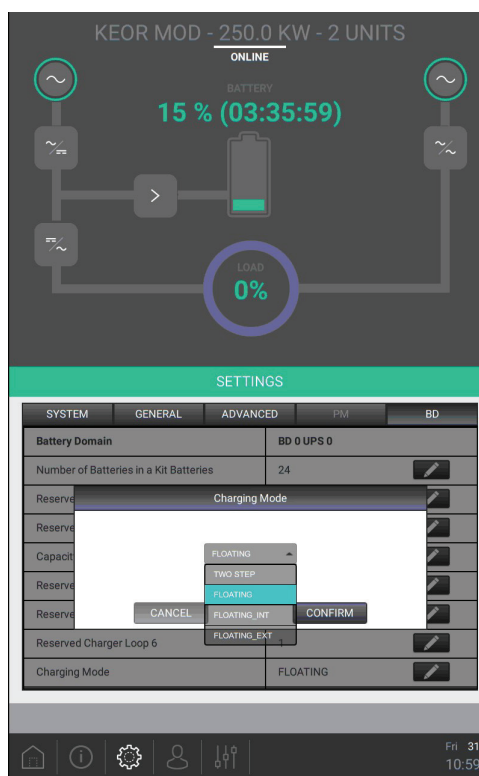 KEOR MOD - 250.0 KW - 2 UNITS
ONLINE
BATTERY
15 % (03:35:59)
LOAD
0%
SETTINGS
SYSTEM GENERAL ADVANCED PM BD
Battery Domain BD 0 UPS 0
Number of Batteries in a Kit Batteries 24
Reserve
Charging Mode
Reserve
Capacit
FLOATING
TWO STEP
Reserve
FLOATING
Reserve
CANCEL FLOATING_INT CONFIRM
FLOATING_EXT
Reserved Charger Loop 6 1
Charging Mode FLOATING
Fri 31
10:59